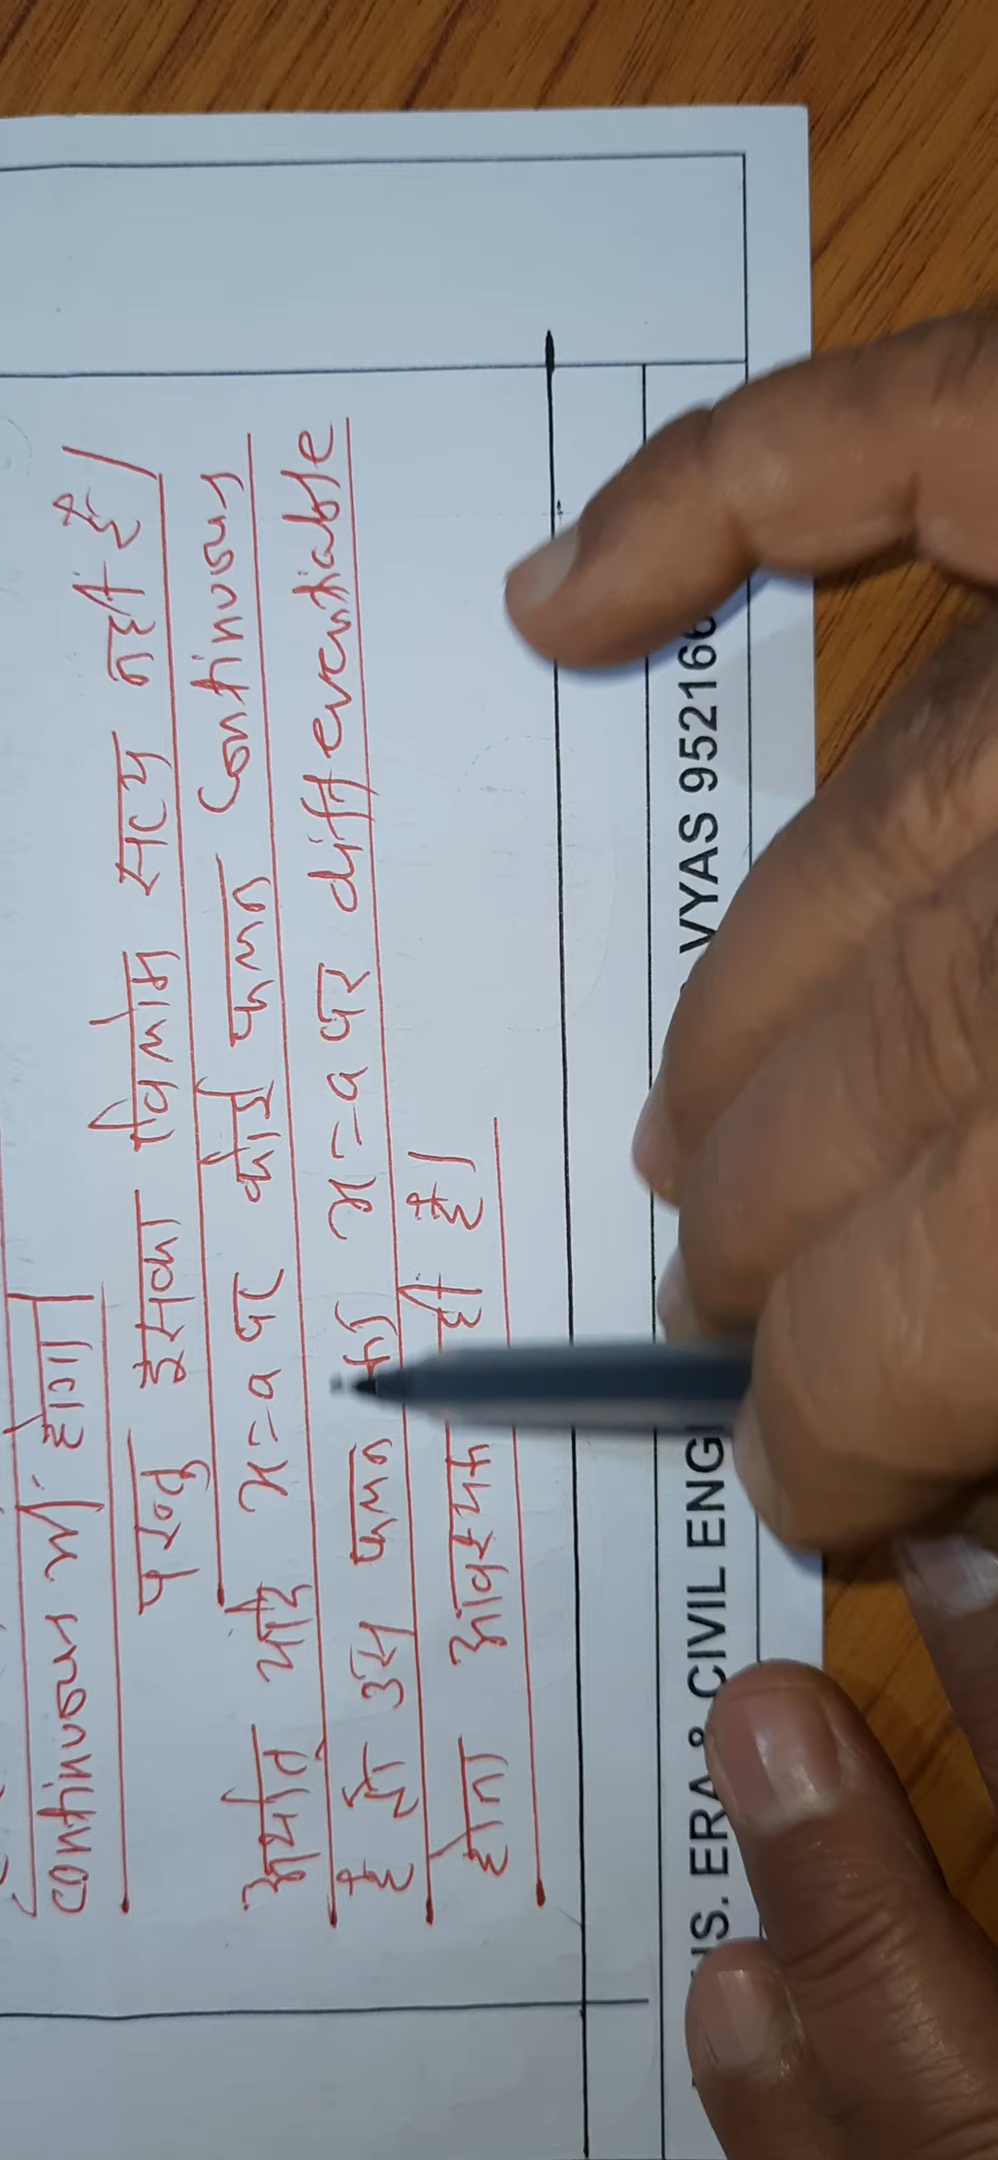 continuous भी होगा
परन्तु इसका विलोम सत्य नहीं है /
अर्थात यदि x=a पर कोई फलन Continuous
है तो उस फलन का x=a पर differentiable
होना आवश्यक ही है।
US. ERA & CIVIL ENG VYAS 952166